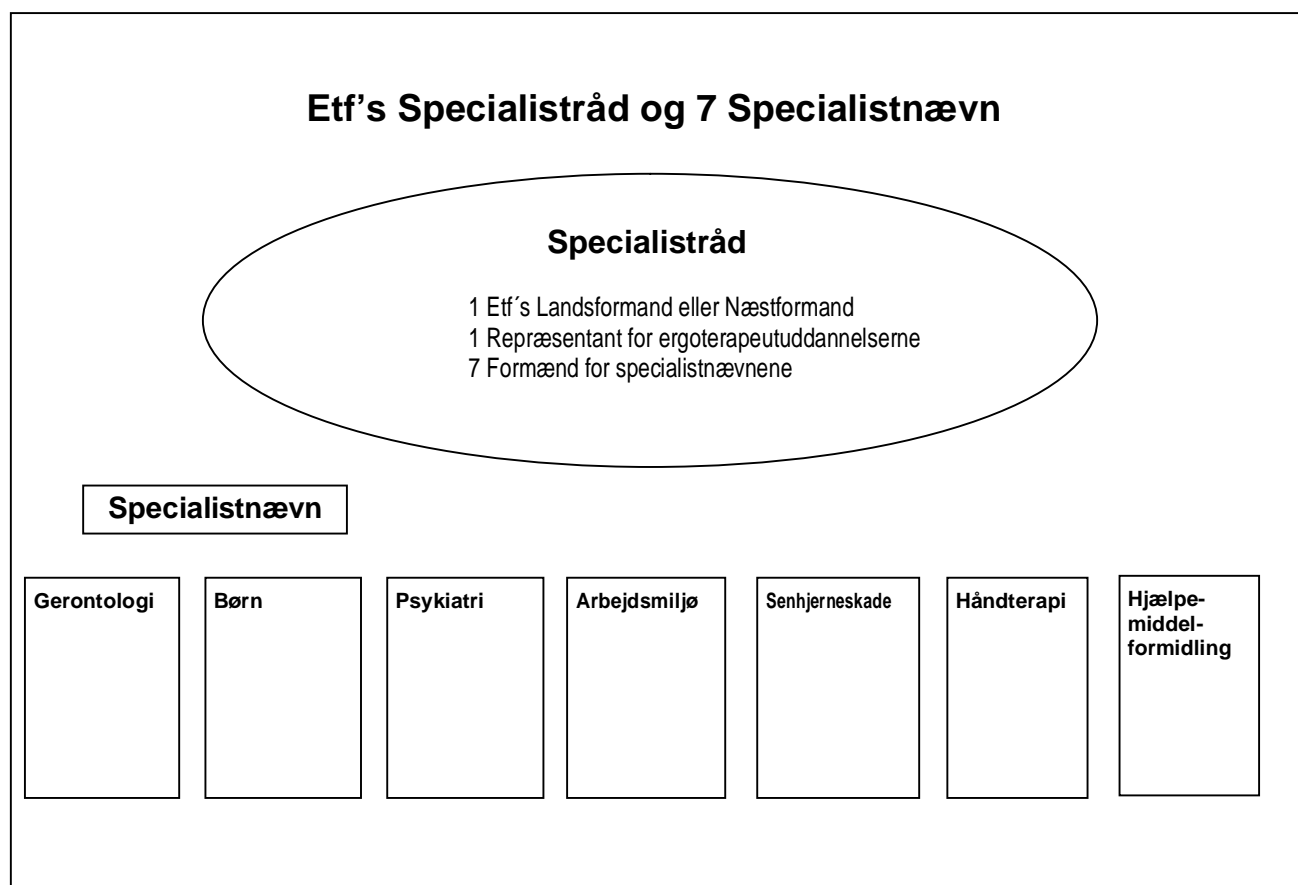 Etf’s Specialistråd og 7 Specialistnævn
Specialistråd
1 Etf´s Landsformand eller Næstformand
1 Repræsentant for ergoterapeutuddannelserne
7 Formænd for specialistnævnene
Specialistnævn
Gerontologi
Børn
Psykiatri
Arbejdsmiljø
Senhjerneskade
Håndterapi
Hjælpe-
middel-
formidling